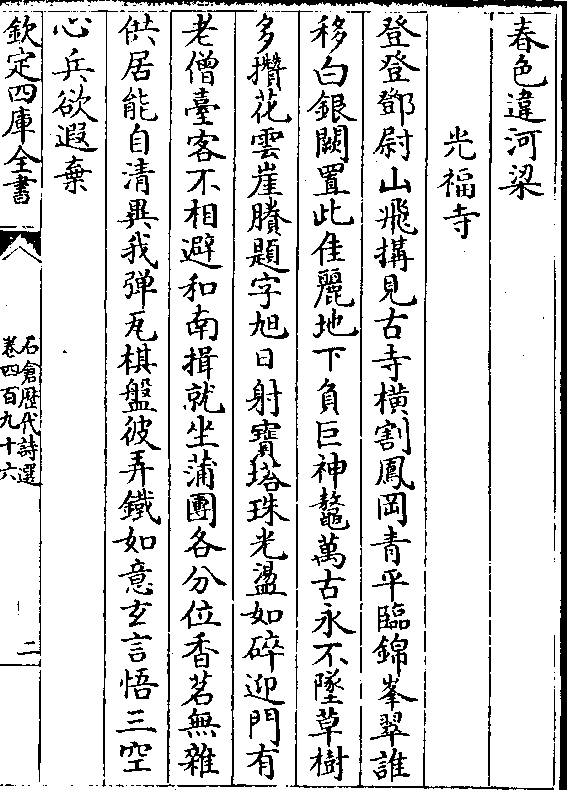 春色違河梁
光福寺
登登鄧尉山飛搆見古寺横割鳳岡青平臨錦峯翠誰
移白銀闕置此佳麗地下負巨神鼇萬古永不墜草樹
多攢花雲崖賸題字旭日射寶塔珠光盪如碎迎門有
老僧臺客不相避和南揖就坐蒲團各分位香茗無雜
供居能自清異我弹瓦棋盤彼弄鐵如意玄言悟三空
心兵欲遐棄
欽定四庫全書
石倉歴代詩選
卷四百九十六
二